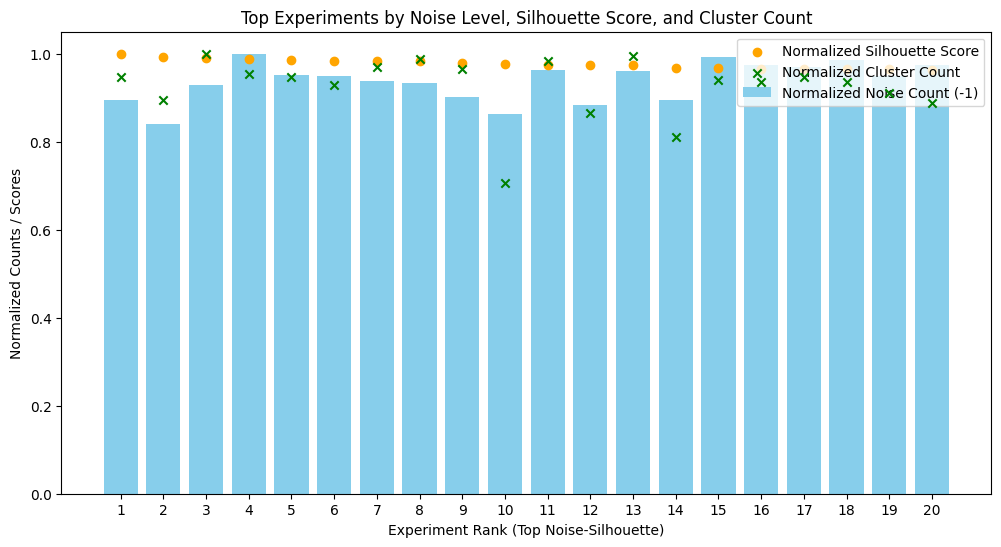 Top Experiments by Noise Level, Silhouette Score, and Cluster Count
Normalized Silhouette Score
Normalized Cluster Count
Normalized Noise Count (-1)
Normalized Counts / Scores
1.0
0.8
0.6
0.4
0.2
0.0
1 2 3 4 5 6 7 8 9 10 11 12 13 14 15 16 17 18 19 20
Experiment Rank (Top Noise-Silhouette)